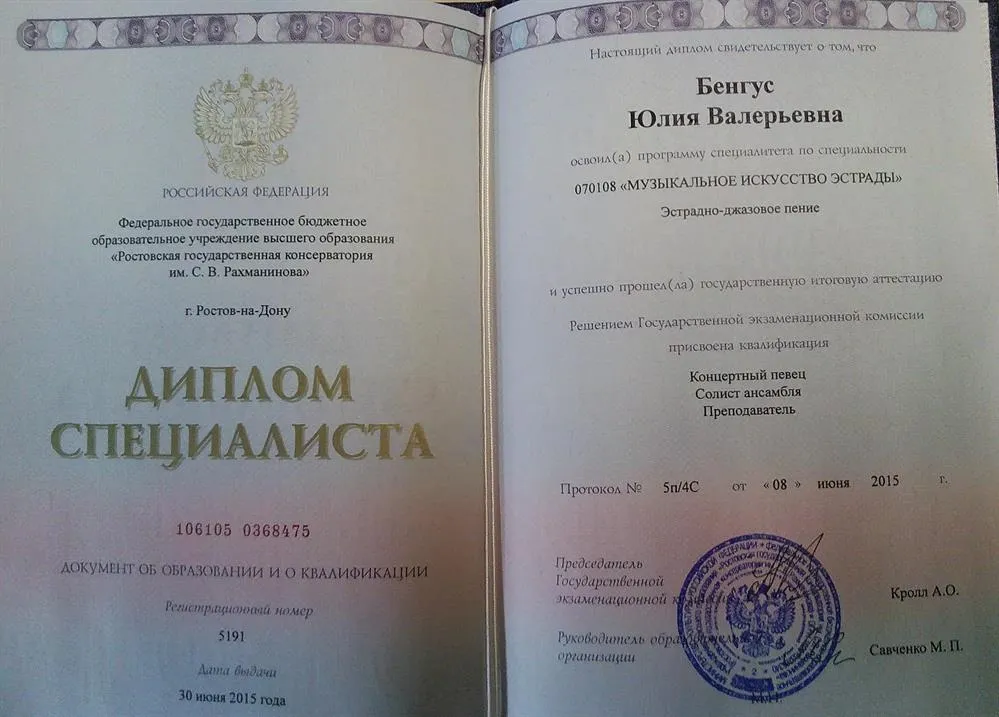 РОССИЙСКАЯ ФЕДЕРАЦИЯ
Федеральное государственное бюджетное
образовательное учреждение высшего образования
«Ростовская государственная консерватория
им. С. В. Рахманинова»
г. Ростов-на-Дону
ДИПЛОМ
СПЕЦИАЛИСТА
106105 0368475
ДОКУМЕНТ ОБ ОБРАЗОВАНИИ И О КВАЛИФИКАЦИИ
Регистрационный номер
5191
Дата выдачи
30 июня 2015 года
Настоящий диплом свидетельствует о том, что
Бенгус
Юлия Валерьевна
освоил(а) программу специалитета по специальности
070108 «МУЗЫКАЛЬНОЕ ИСКУССТВО ЭСТРАДЫ»
Эстрадно-джазовое пение
и успешно прошел(ла) государственную итоговую аттестацию
Решением Государственной экзаменационной комиссии
присвоена квалификация
Концертный певец
Солист ансамбля
Преподаватель
Протокол № 5п/4С от «08» июня 2015 г.
Председатель
Государственной
экзаменационной
Кролл А.О.
Руководитель
организации
Савченко М. П.